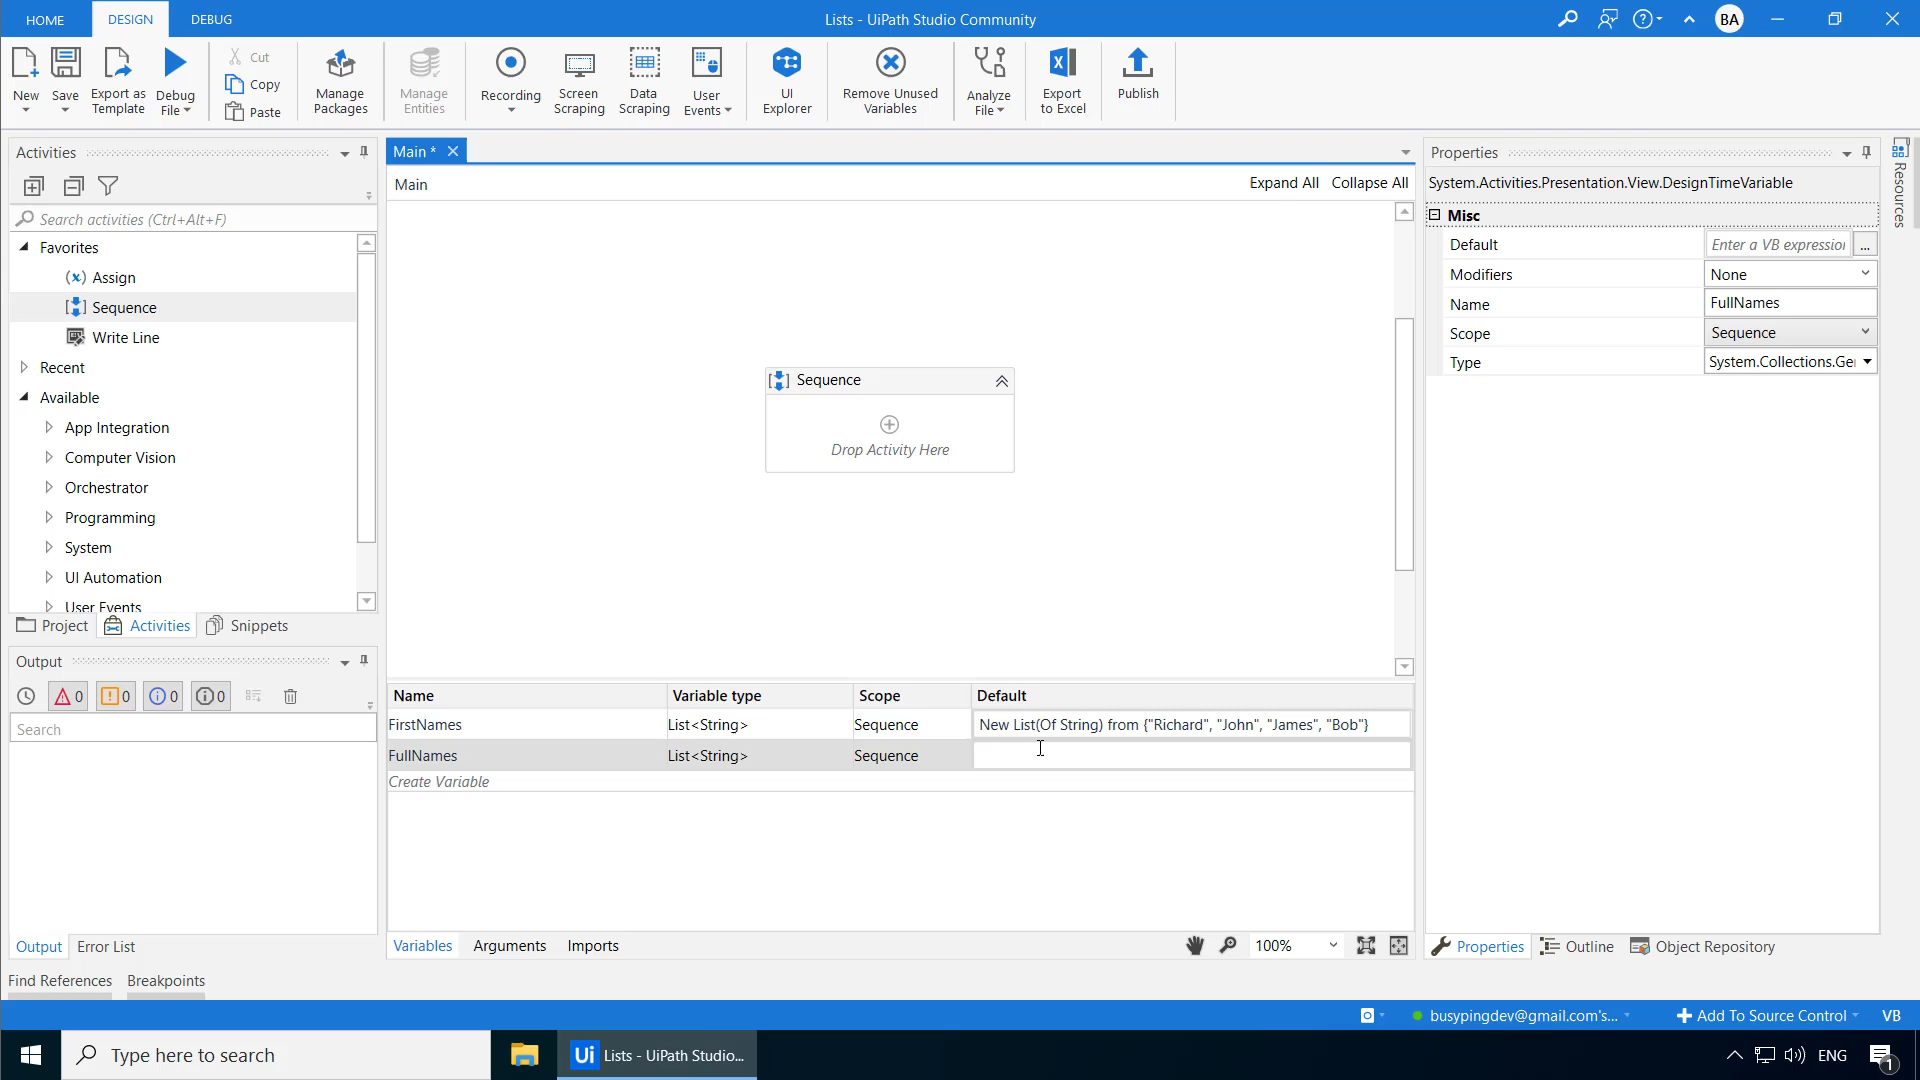 HOME
DESIGN
DEBUG
Lists - UiPath Studio Community
BA
New
Save
Export as
Template
Debug
File
Cut
Copy
Paste
Manage
Packages
Manage
Entities
Recording
Screen
Scraping
Data
Scraping
User
Events
UI
Explorer
Remove Unused
Variables
Analyze
File
Export
to Excel
Publish
Activities
Search activities (Ctrl+Alt+F)
Favorites
Assign
Sequence
Write Line
Recent
Available
App Integration
Computer Vision
Orchestrator
Programming
System
UI Automation
User Events
Project
Activities
Snippets
Output
0
0
0
0
Search
Output
Error List
Find References
Breakpoints
Main *
Main
Expand All
Collapse All
Sequence
Drop Activity Here
Name Variable type Scope Default
FirstNames List<String> Sequence New List(Of String) from {"Richard", "John", "James", "Bob"}
FullNames List<String> Sequence
Create Variable
Variables
Arguments
Imports
100%
Properties
System.Activities.Presentation.View.DesignTimeVariable
Misc
Default Enter a VB expression
...
Modifiers None
Name FullNames
Scope Sequence
Type System.Collections.Ger
Properties
Outline
Object Repository
Resources
busypingdev@gmail.com's...
Add To Source Control
VB
Type here to search
Ui Lists - UiPath Studio...
ENG
1